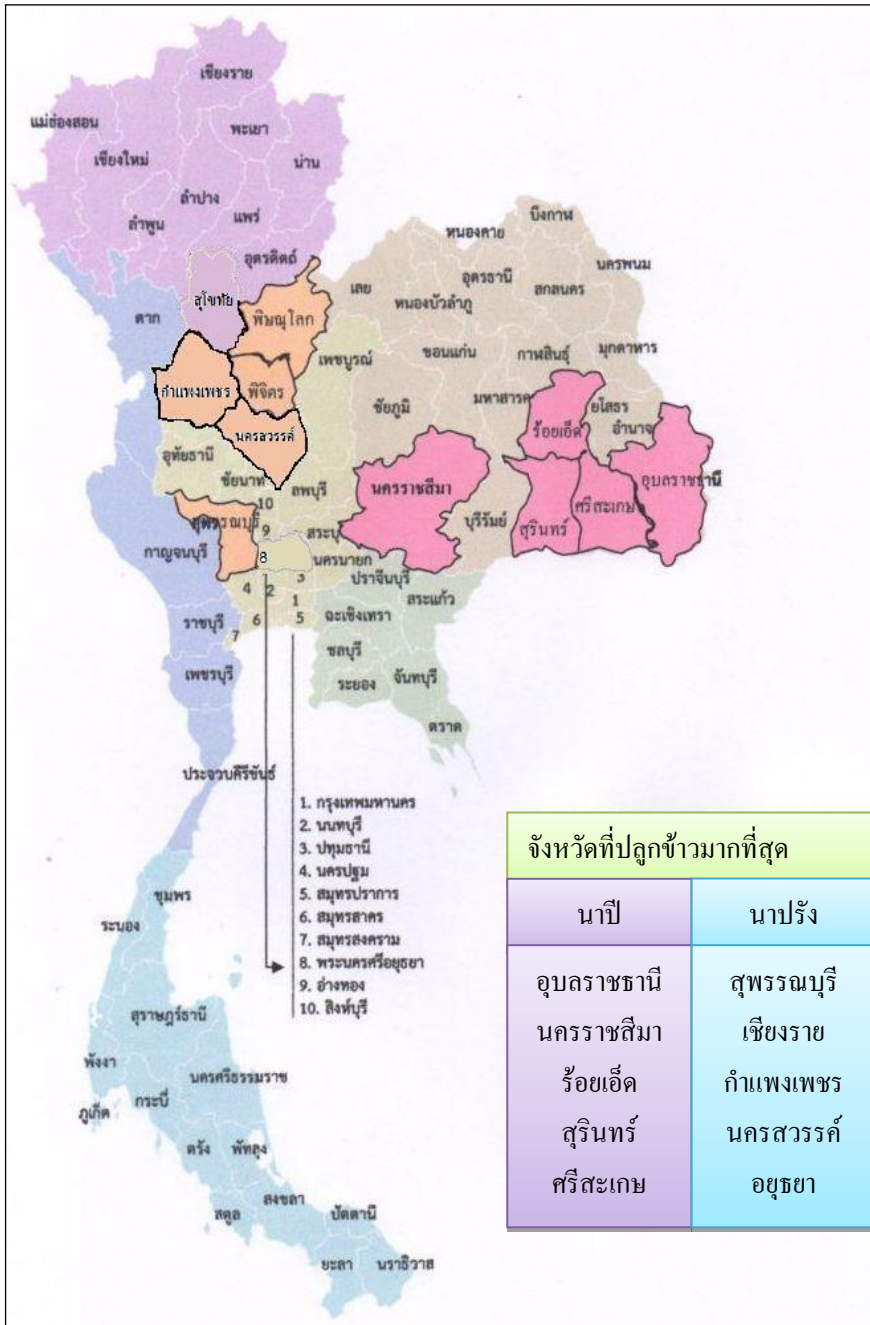 เชียงราย
แม่ฮ่องสอน
พะเยา
เชียงใหม่
น่าน
ลำปาง
ลำพูน
แพร่
อุตรดิตถ์
บึงกาฬ
หนองคาย
นครพนม
เลย
อุดรธานี
สกลนคร
หนองบัวลำภู
สุโขทัย
ตาก
พิษณุโลก
เพชบูรณ์
ขอนแก่น
กาฬสินธุ์
มุกดาหาร
กำแพงเพชร
พิจิตร
ชัยภูมิ
มหาสารค
ร้อยเอ็ด
ยโสธร
อำนาจ
นครสวรรค์
อุทัยธานี
ชัยนาท
ลพบุรี
นครราชสีมา
บุรีรัมย์
สุรินทร์
ศรีสะเกษ
อุบลราชธานี
10
สุพรรณบุรี
9
สระบุ
กาญจนบุรี
8
นครนายก
ปราจีนบุรี
4
2
3
1
สระแก้ว
ราชบุรี
6
5
ฉะเชิงเทรา
7
ชลบุรี
เพชรบุรี
ระยอง
จันทบุรี
ตราด
ประจวบคีรีขันธ์
1. กรุงเทพมหานคร
2. นนทบุรี
3. ปทุมธานี
4. นครปฐม
5. สมุทรปราการ
6. สมุทรสาคร
7. สมุทรสงคราม
8. พระนครศรีอยุธยา
9. อ่างทอง
10. สิงห์บุรี
ชุมพร
ระนอง
สุราษฎร์ธานี
พังงา
นครศรีธรรมราช
กระบี่
ภูเก็ต
ตรัง
พัทลุง
สงขลา
สตูล
ปัตตานี
ยะลา
นราธิวาส
จังหวัดที่ปลูกข้าวมากที่สุด
นาปี
นาปรัง
อุบลราชธานี
สุพรรณบุรี
นครราชสีมา
เชียงราย
ร้อยเอ็ด
กำแพงเพชร
สุรินทร์
นครสวรรค์
ศรีสะเกษ
อยุธยา